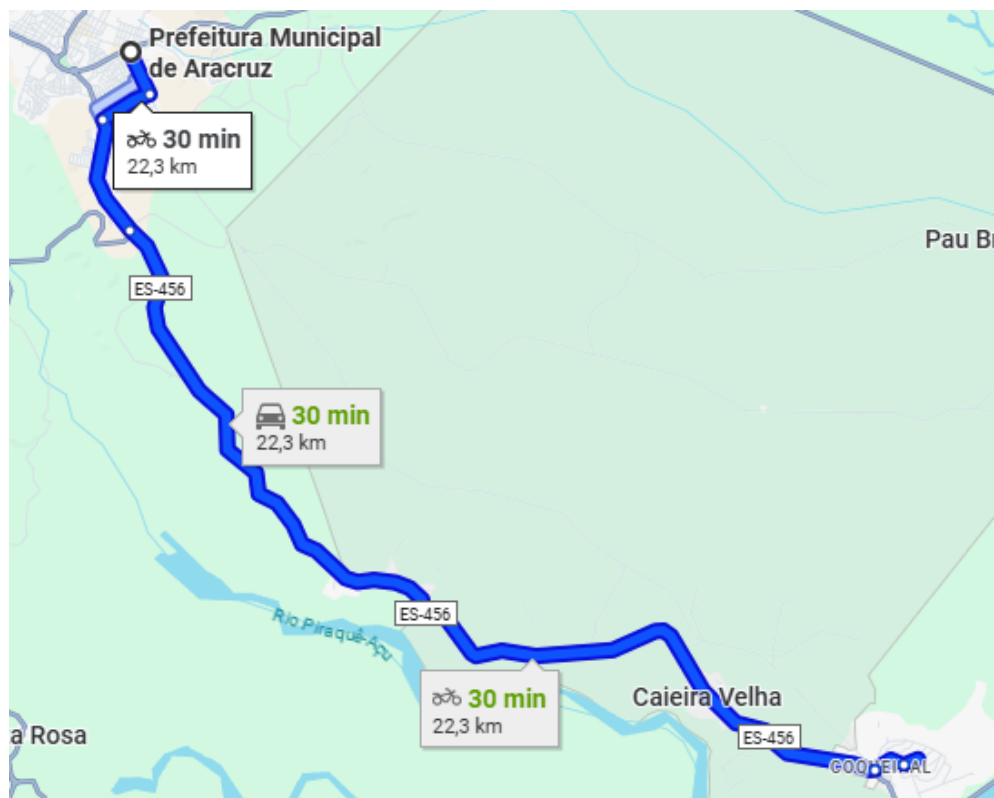 Prefeitura Municipal
de Aracruz
30 min
22,3 km
Pau B
ES-456
30 min
22,3 km
ES-456
Rio Piraquê-Açu
30 min
22,3 km
Caieira Velha
a Rosa
ES-456
COQUEIRAL